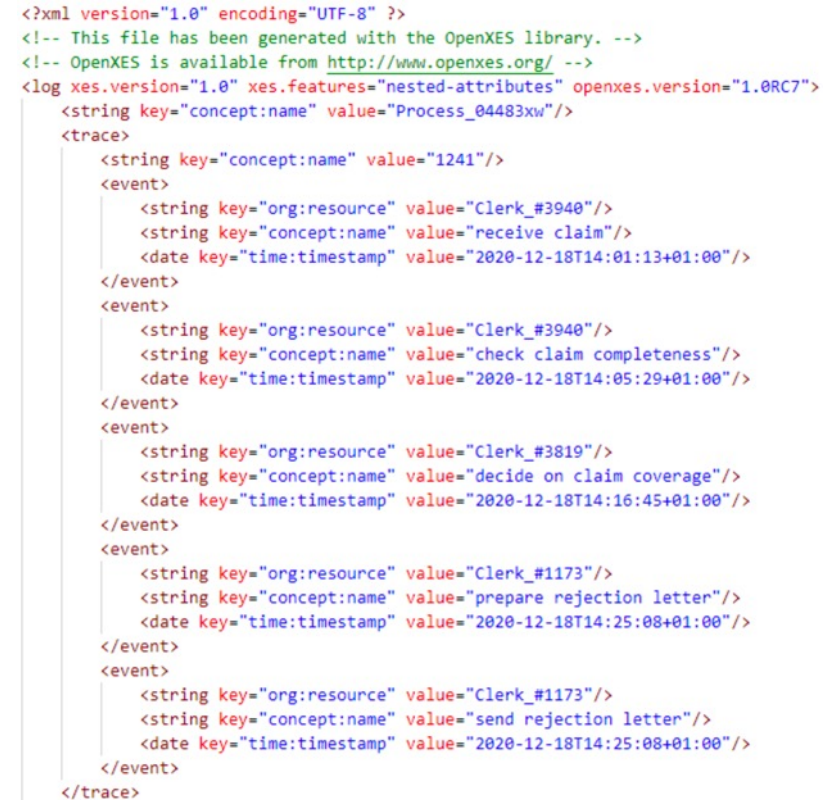 <?xml version="1.0" encoding="UTF-8" ?>
<!-- This file has been generated with the OpenXES library. -->
<!-- OpenXES is available from http://www.openxes.org/ -->
<log xes.version="1.0" xes.features="nested-attributes" openxes.version="1.0RC7">
<string key="concept:name" value="Process_04483xw"/>
<trace>
<string key="concept:name" value="1241"/>
<event>
<string key="org:resource" value="Clerk_#3940"/>
<string key="concept:name" value="receive claim"/>
<date key="time:timestamp" value="2020-12-18T14:01:13+01:00"/>
</event>
<event>
<string key="org:resource" value="Clerk_#3940"/>
<string key="concept:name" value="check claim completeness"/>
<date key="time:timestamp" value="2020-12-18T14:05:29+01:00"/>
</event>
<event>
<string key="org:resource" value="Clerk_#3819"/>
<string key="concept:name" value="decide on claim coverage"/>
<date key="time:timestamp" value="2020-12-18T14:16:45+01:00"/>
</event>
<event>
<string key="org:resource" value="Clerk_#1173"/>
<string key="concept:name" value="prepare rejection letter"/>
<date key="time:timestamp" value="2020-12-18T14:25:08+01:00"/>
</event>
<event>
<string key="org:resource" value="Clerk_#1173"/>
<string key="concept:name" value="send rejection letter"/>
<date key="time:timestamp" value="2020-12-18T14:25:08+01:00"/>
</event>
</trace>